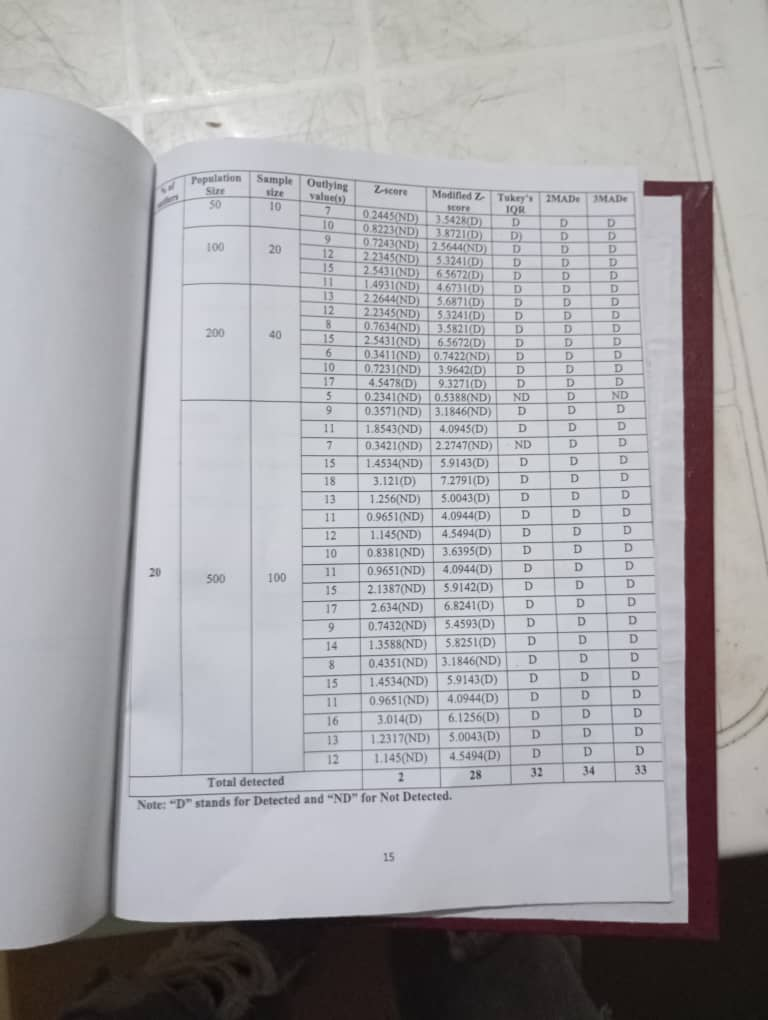 % of outliers Population Size Sample size Outlying value(s) Z-score Modified Z-score Tukey's IQR 2MADe 3MADe
50 10 7 0.2445(ND) 3.5428(D) D D D
10 0.8223(ND) 3.8721(D) D) D D
100 20 9 0.7243(ND) 2.5644(ND) D D D
12 2.2345(ND) 5.3241(D) D D D
15 2.5431(ND) 6.5672(D) D D D
11 1.4931(ND) 4.6731(D) D D D
200 40 13 2.2644(ND) 5.6871(D) D D D
12 2.2345(ND) 5.3241(D) D D D
8 0.7634(ND) 3.5821(D) D D D
15 2.5431(ND) 6.5672(D) D D D
6 0.3411(ND) 0.7422(ND) D D D
10 0.7231(ND) 3.9642(D) D D D
17 4.5478(D) 9.3271(D) D D D
5 0.2341(ND) 0.5388(ND) ND D ND
20 500 100 9 0.3571(ND) 3.1846(ND) D D D
11 1.8543(ND) 4.0945(D) D D D
7 0.3421(ND) 2.2747(ND) ND D D
15 1.4534(ND) 5.9143(D) D D D
18 3.121(D) 7.2791(D) D D D
13 1.256(ND) 5.0043(D) D D D
11 0.9651(ND) 4.0944(D) D D D
12 1.145(ND) 4.5494(D) D D D
10 0.8381(ND) 3.6395(D) D D D
11 0.9651(ND) 4.0944(D) D D D
15 2.1387(ND) 5.9142(D) D D D
17 2.634(ND) 6.8241(D) D D D
9 0.7432(ND) 5.4593(D) D D D
14 1.3588(ND) 5.8251(D) D D D
8 0.4351(ND) 3.1846(ND) D D D
15 1.4534(ND) 5.9143(D) D D D
11 0.9651(ND) 4.0944(D) D D D
16 3.014(D) 6.1256(D) D D D
13 1.2317(ND) 5.0043(D) D D D
12 1.145(ND) 4.5494(D) D D D
Total detected 2 28 32 34 33
Note: “D” stands for Detected and “ND” for Not Detected.
15